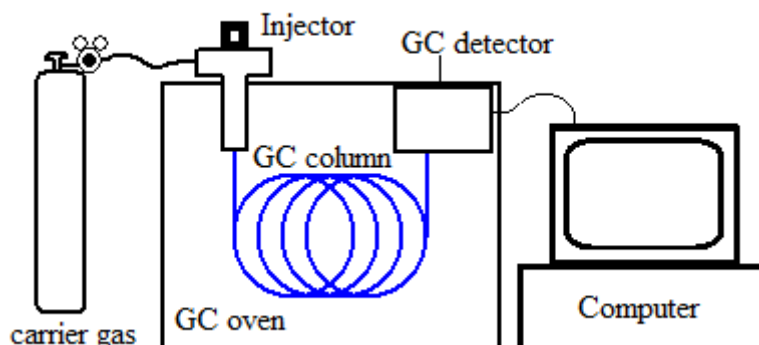 Injector
GC detector
GC column
GC oven
Computer
carrier gas